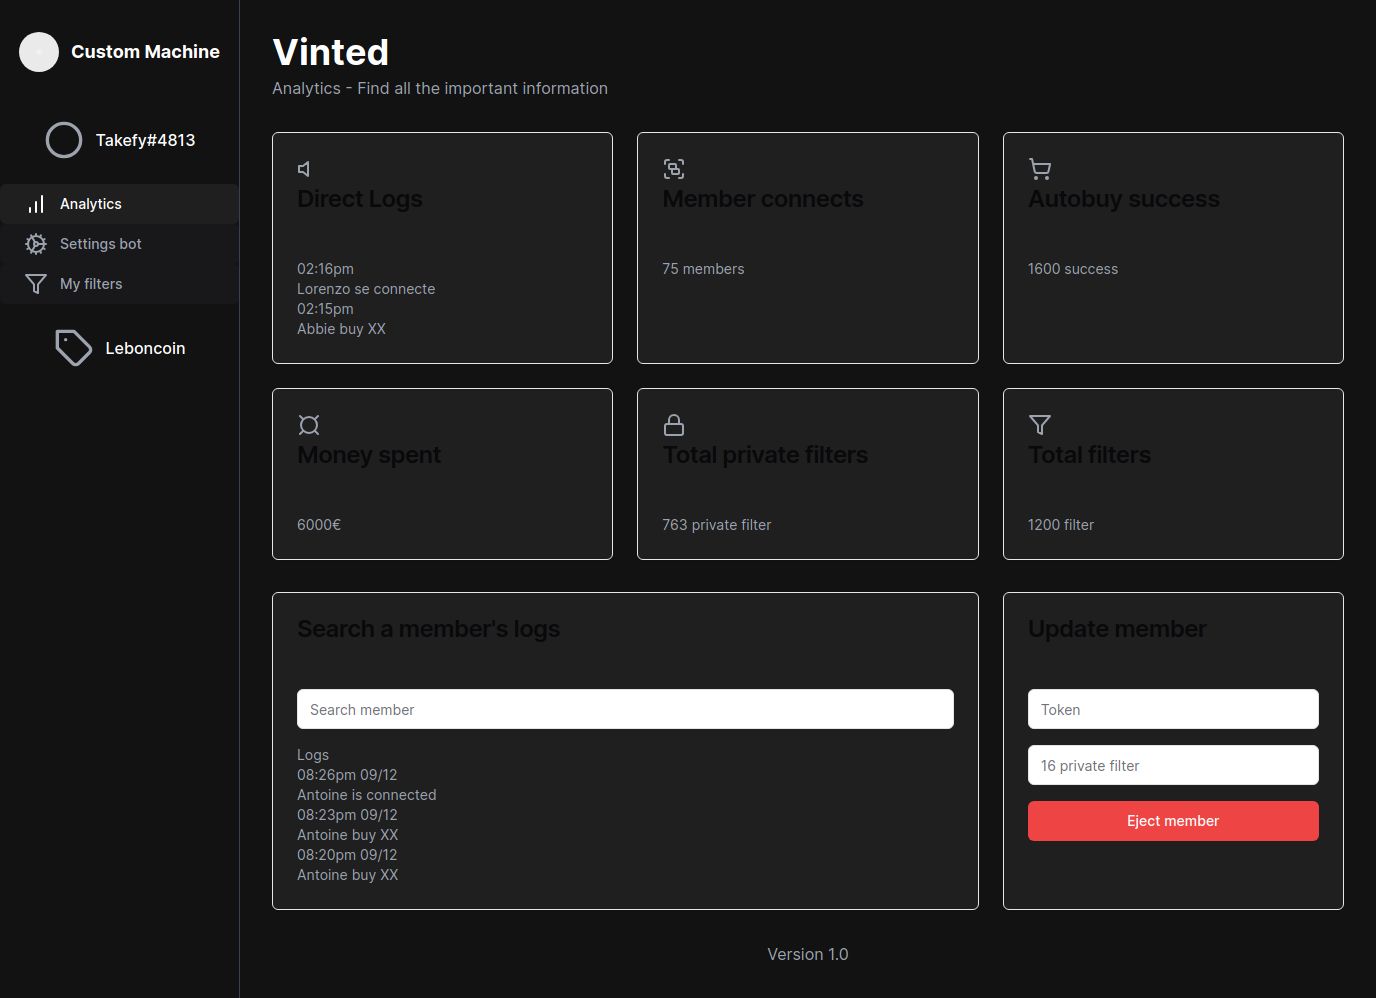 Custom Machine
Takefy#4813
Analytics
Settings bot
My filters
Leboncoin
Vinted
Analytics - Find all the important information
Direct Logs
02:16pm
Lorenzo se connecte
02:15pm
Abbie buy XX
Member connects
75 members
Autobuy success
1600 success
Money spent
6000€
Total private filters
763 private filter
Total filters
1200 filter
Search a member's logs
Search member
Logs
08:26pm 09/12
Antoine is connected
08:23pm 09/12
Antoine buy XX
08:20pm 09/12
Antoine buy XX
Update member
Token
16 private filter
Eject member
Version 1.0